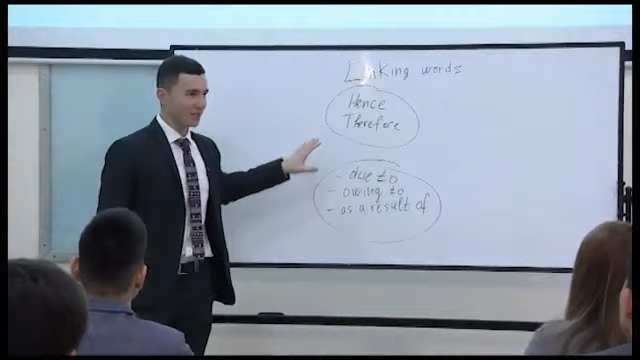 Linking words
Hence
Therefore
- due to
- owing to
- as a result of